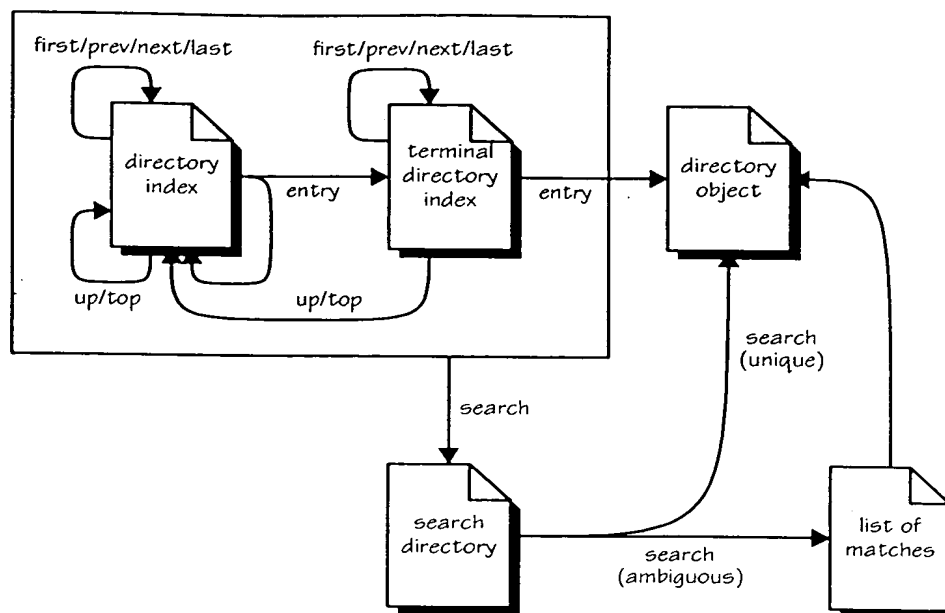 first/prev/next/last
first/prev/next/last
directory
index
terminal
directory
index
directory
object
entry
entry
up/top
up/top
search
(unique)
search
search
directory
search
(ambiguous)
list of
matches